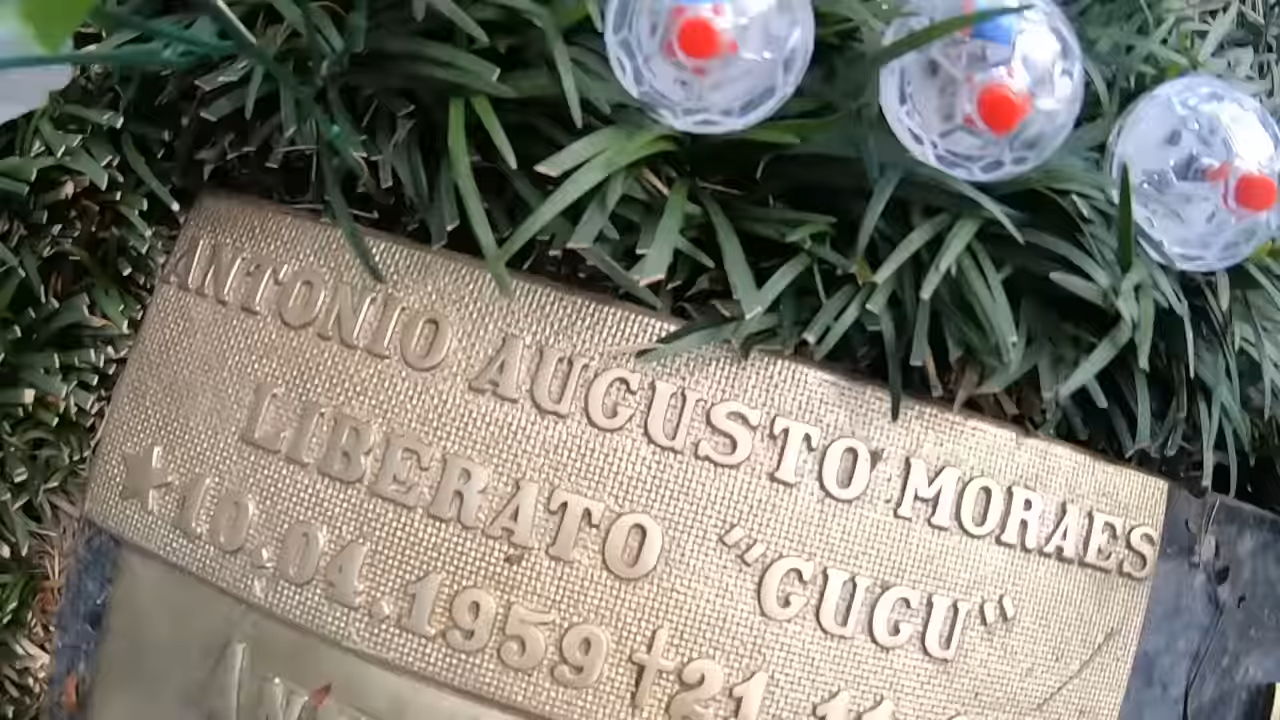 ANTONIO AUGUSTO MORAES
LIBERATO "GUGU"
★10.04.1959 ✝21.11